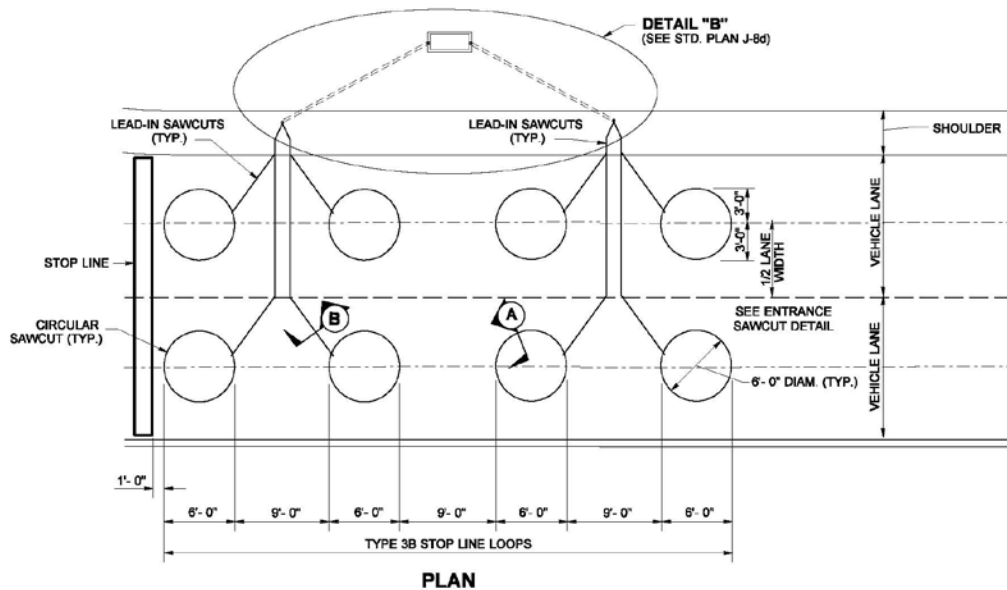 DETAIL "B"
(SEE STD. PLAN J-8d)
LEAD-IN SAWCUTS
(TYP.)
LEAD-IN SAWCUTS
(TYP.)
SHOULDER
3'-0"
3'-0"
1/2 LANE
WIDTH
VEHICLE LANE
STOP LINE
B
A
SEE ENTRANCE
SAWCUT DETAIL
CIRCULAR
SAWCUT (TYP.)
6'- 0" DIAM. (TYP.)
VEHICLE LANE
1'- 0"
6'- 0"
9'- 0"
6'- 0"
9'- 0"
6'- 0"
9'- 0"
6'- 0"
TYPE 3B STOP LINE LOOPS
PLAN